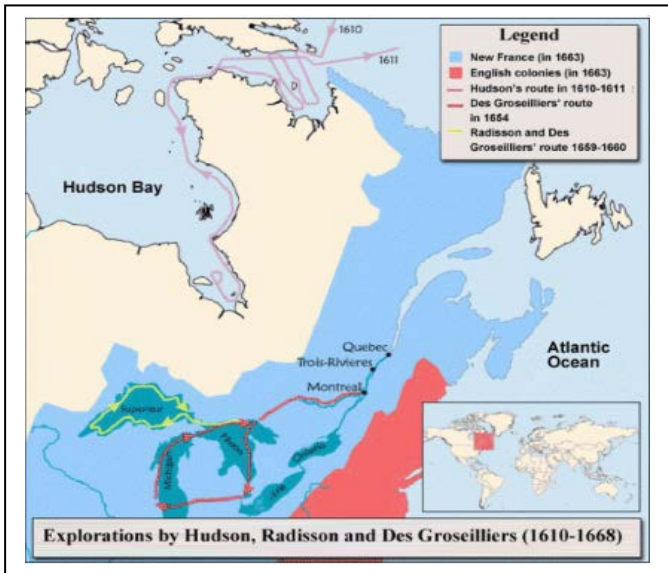 1610
1611
Legend
New France (in 1663)
English colonies (in 1663)
Hudson's route in 1610-1611
Des Groseilliers' route
in 1654
Radisson and Des
Groseilliers' route 1659-1660
Hudson Bay
Quebec
Trois-Rivieres
Montreal
Atlantic
Ocean
Superieur
Michigan
Huron
Erie
Ontario
Explorations by Hudson, Radisson and Des Groseilliers (1610-1668)